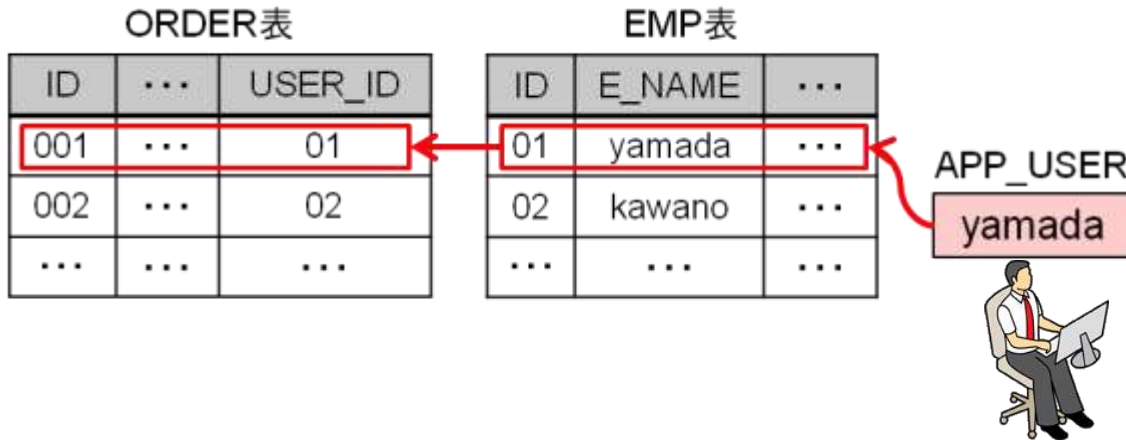 ORDER表
ID ・・・ USER_ID
001 ・・・ 01
002 ・・・ 02
・・・ ・・・ ・・・
EMP表
ID E_NAME ・・・
01 yamada ・・・
02 kawano ・・・
・・・ ・・・ ・・・
APP_USER
yamada